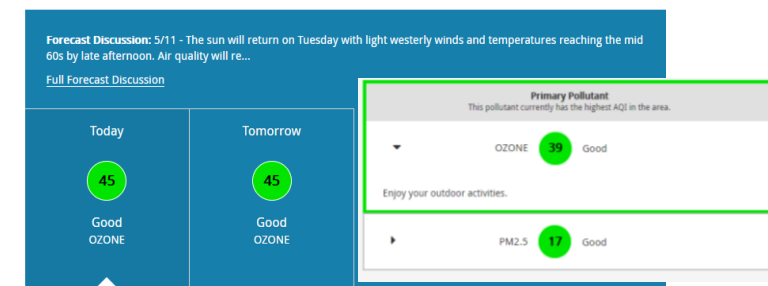 Forecast Discussion: 5/11 - The sun will return on Tuesday with light westerly winds and temperatures reaching the mid
60s by late afternoon. Air quality will re...
Full Forecast Discussion
Today
45
Good
OZONE
Tomorrow
45
Good
OZONE
Primary Pollutant
This pollutant currently has the highest AQI in the area.
OZONE 39 Good
Enjoy your outdoor activities.
PM2.5 17 Good